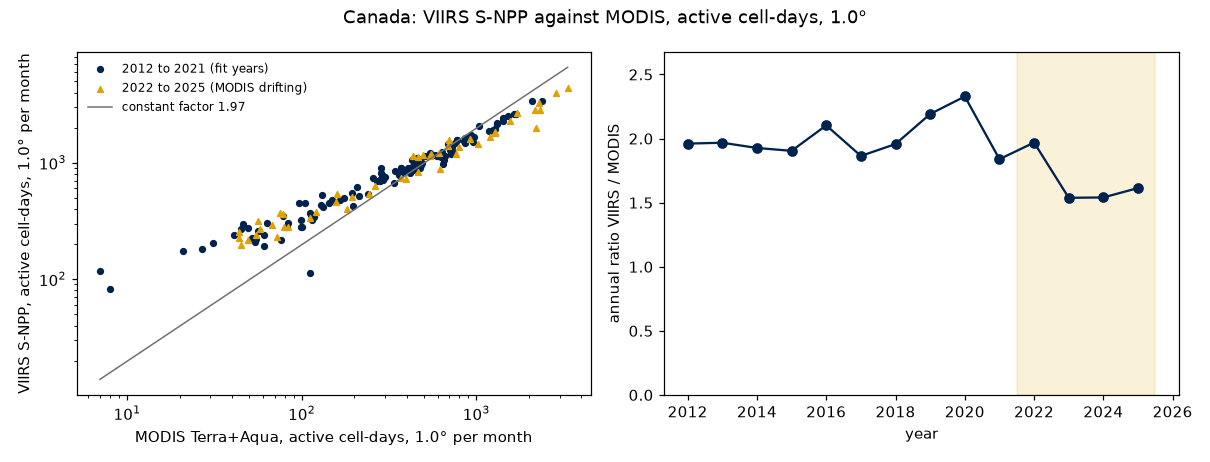 Canada: VIIRS S-NPP against MODIS, active cell-days, 1.0°
VIIRS S-NPP, active cell-days, 1.0° per month
10³
10²
2012 to 2021 (fit years)
2022 to 2025 (MODIS drifting)
constant factor 1.97
10¹ 10² 10³
MODIS Terra+Aqua, active cell-days, 1.0° per month
annual ratio VIIRS / MODIS
2.5
2.0
1.5
1.0
0.5
0.0
2012 2014 2016 2018 2020 2022 2024 2026
year